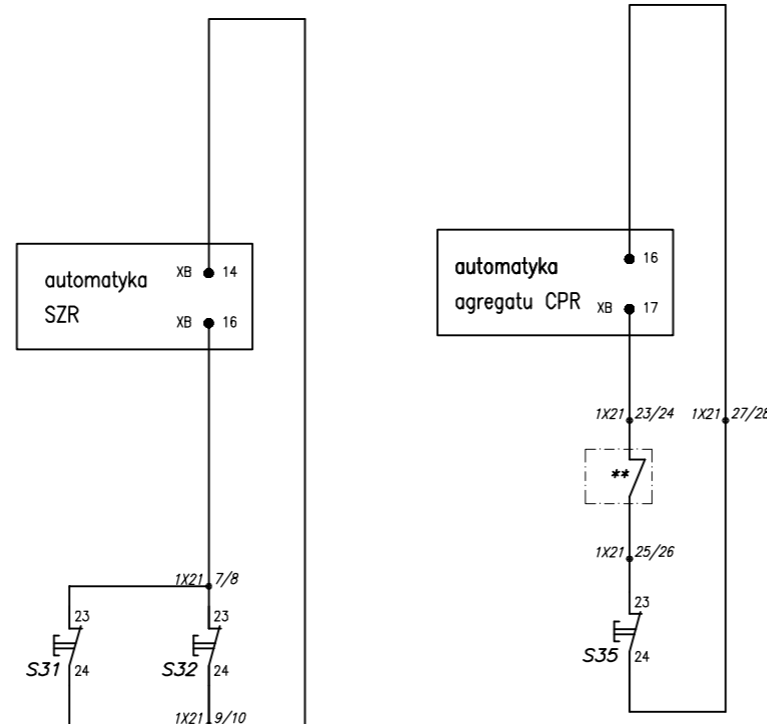 automatyka
SZR
XB 14
XB 16
automatyka
agregatu CPR
16
XB 17
1X21 23/24
1X21 27/28
**
1X21 25/26
1X21 7/8
23
S31
24
23
S32
24
23
S35
24
1X21 9/10